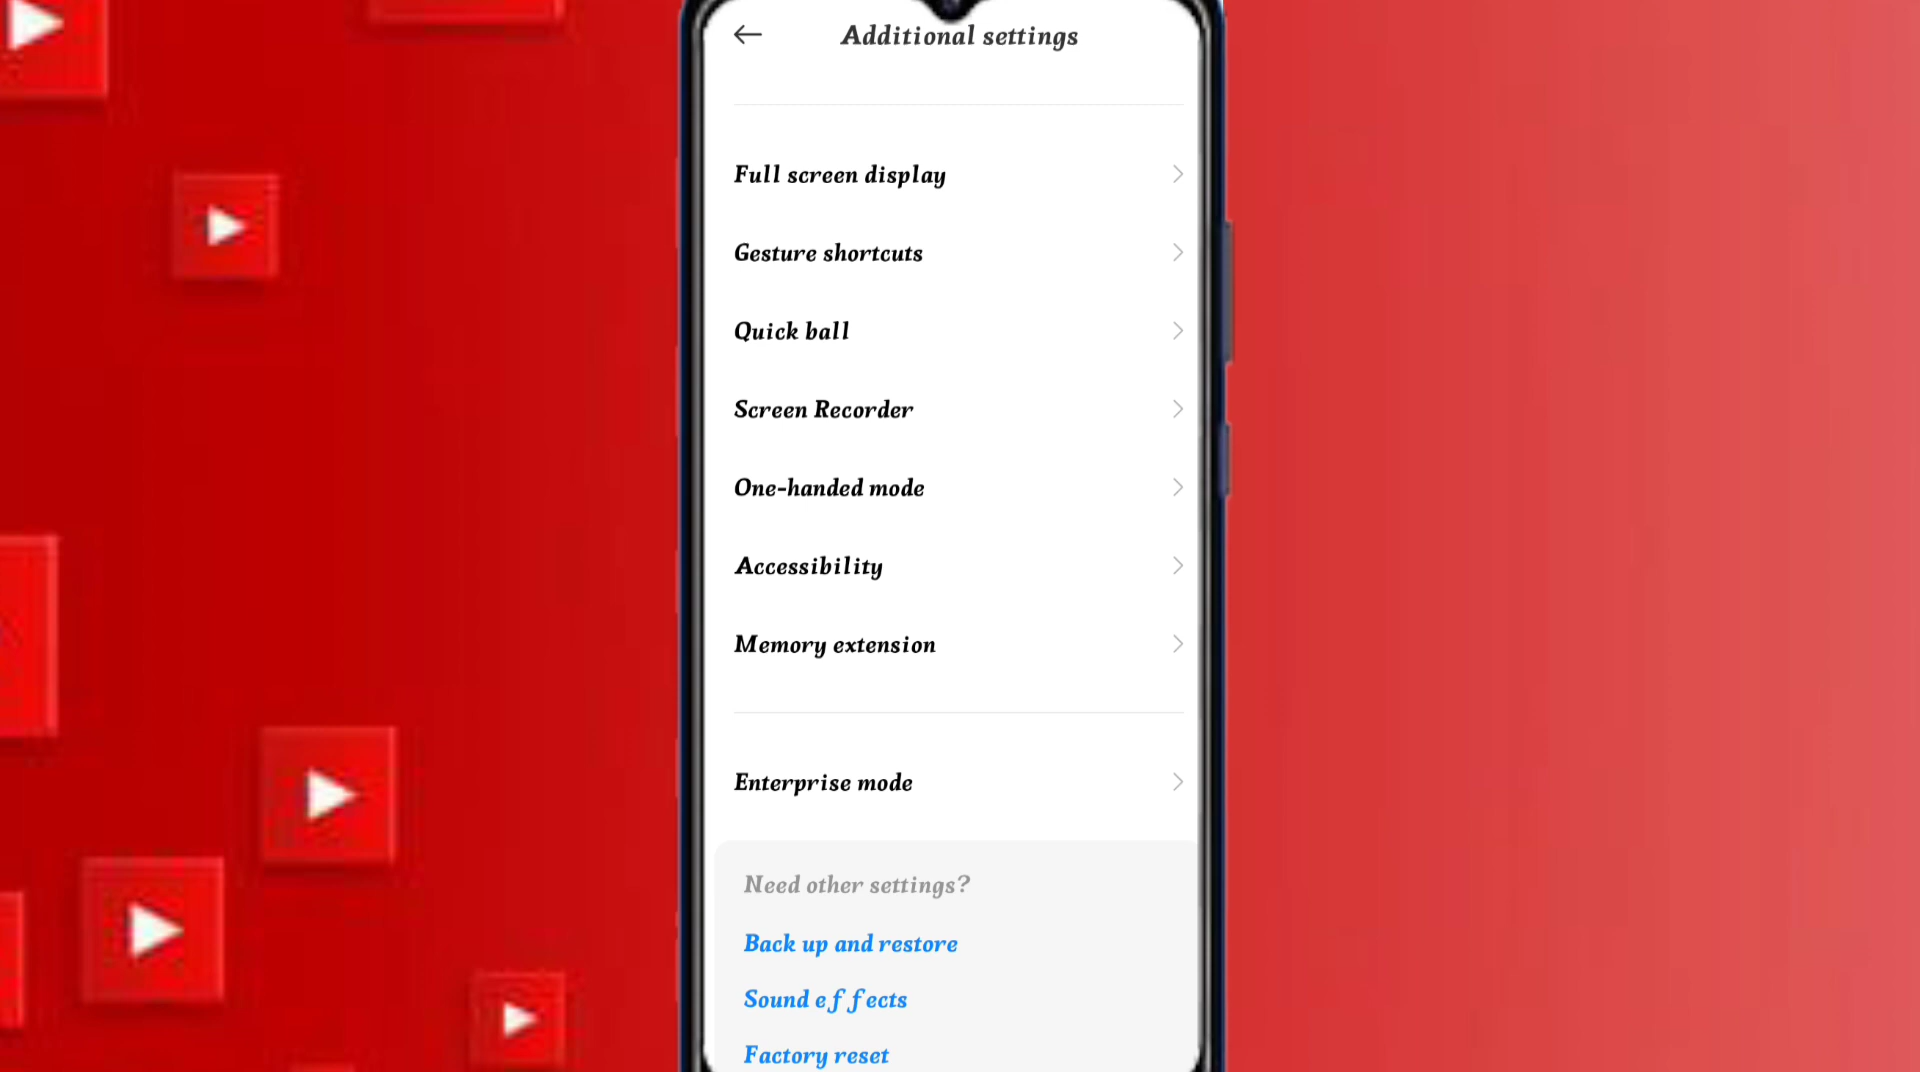 Additional settings
Full screen display
Gesture shortcuts
Quick ball
Screen Recorder
One-handed mode
Accessibility
Memory extension
Enterprise mode
Need other settings?
Back up and restore
Sound effects
Factory reset